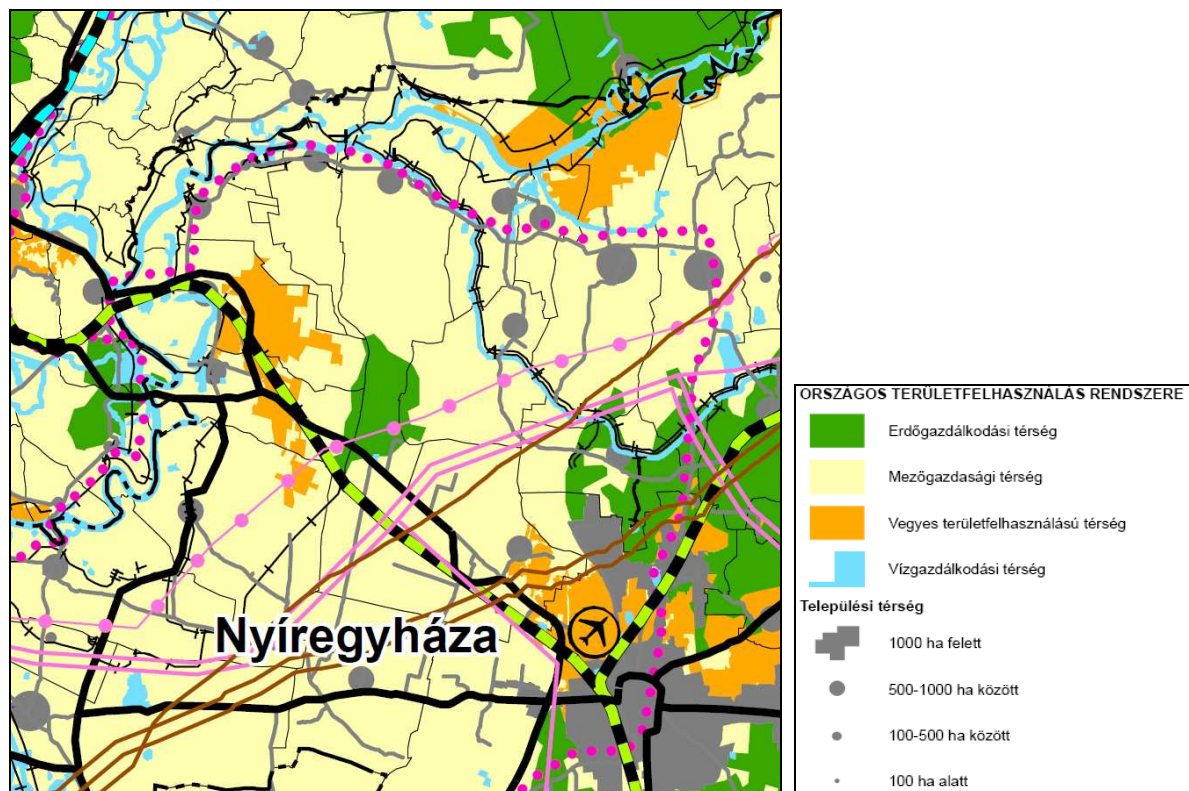 Nyíregyháza
ORSZÁGOS TERÜLETFELHASZNÁLÁS RENDSZERE
Erdőgazdálkodási térség
Mezőgazdasági térség
Vegyes területfelhasználású térség
Vízgazdálkodási térség
Települési térség
1000 ha felett
500-1000 ha között
100-500 ha között
100 ha alatt